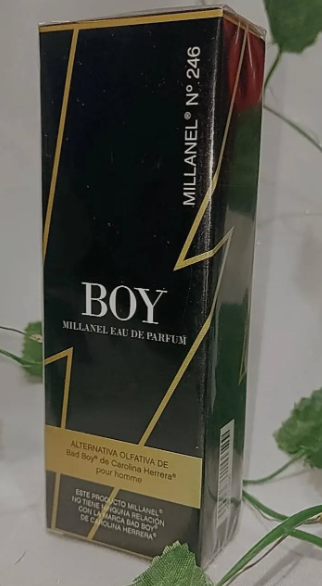 MILLANEL® Nº 246
BOY
MILLANEL EAU DE PARFUM
ALTERNATIVA OLFATIVA DE
Bad Boy® de Carolina Herrera®
pour homme
ESTE PRODUCTO MILLANEL®
NO TIENE NINGUNA RELACIÓN
CON LA MARCA BAD BOY®
DE CAROLINA HERRERA®